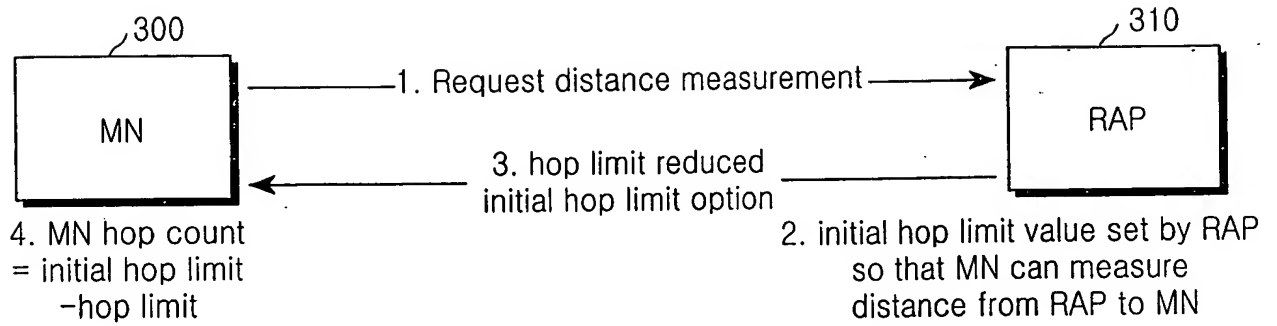 300
310
MN
1. Request distance measurement
RAP
3. hop limit reduced
initial hop limit option
4. MN hop count
= initial hop limit
-hop limit
2. initial hop limit value set by RAP
so that MN can measure
distance from RAP to MN